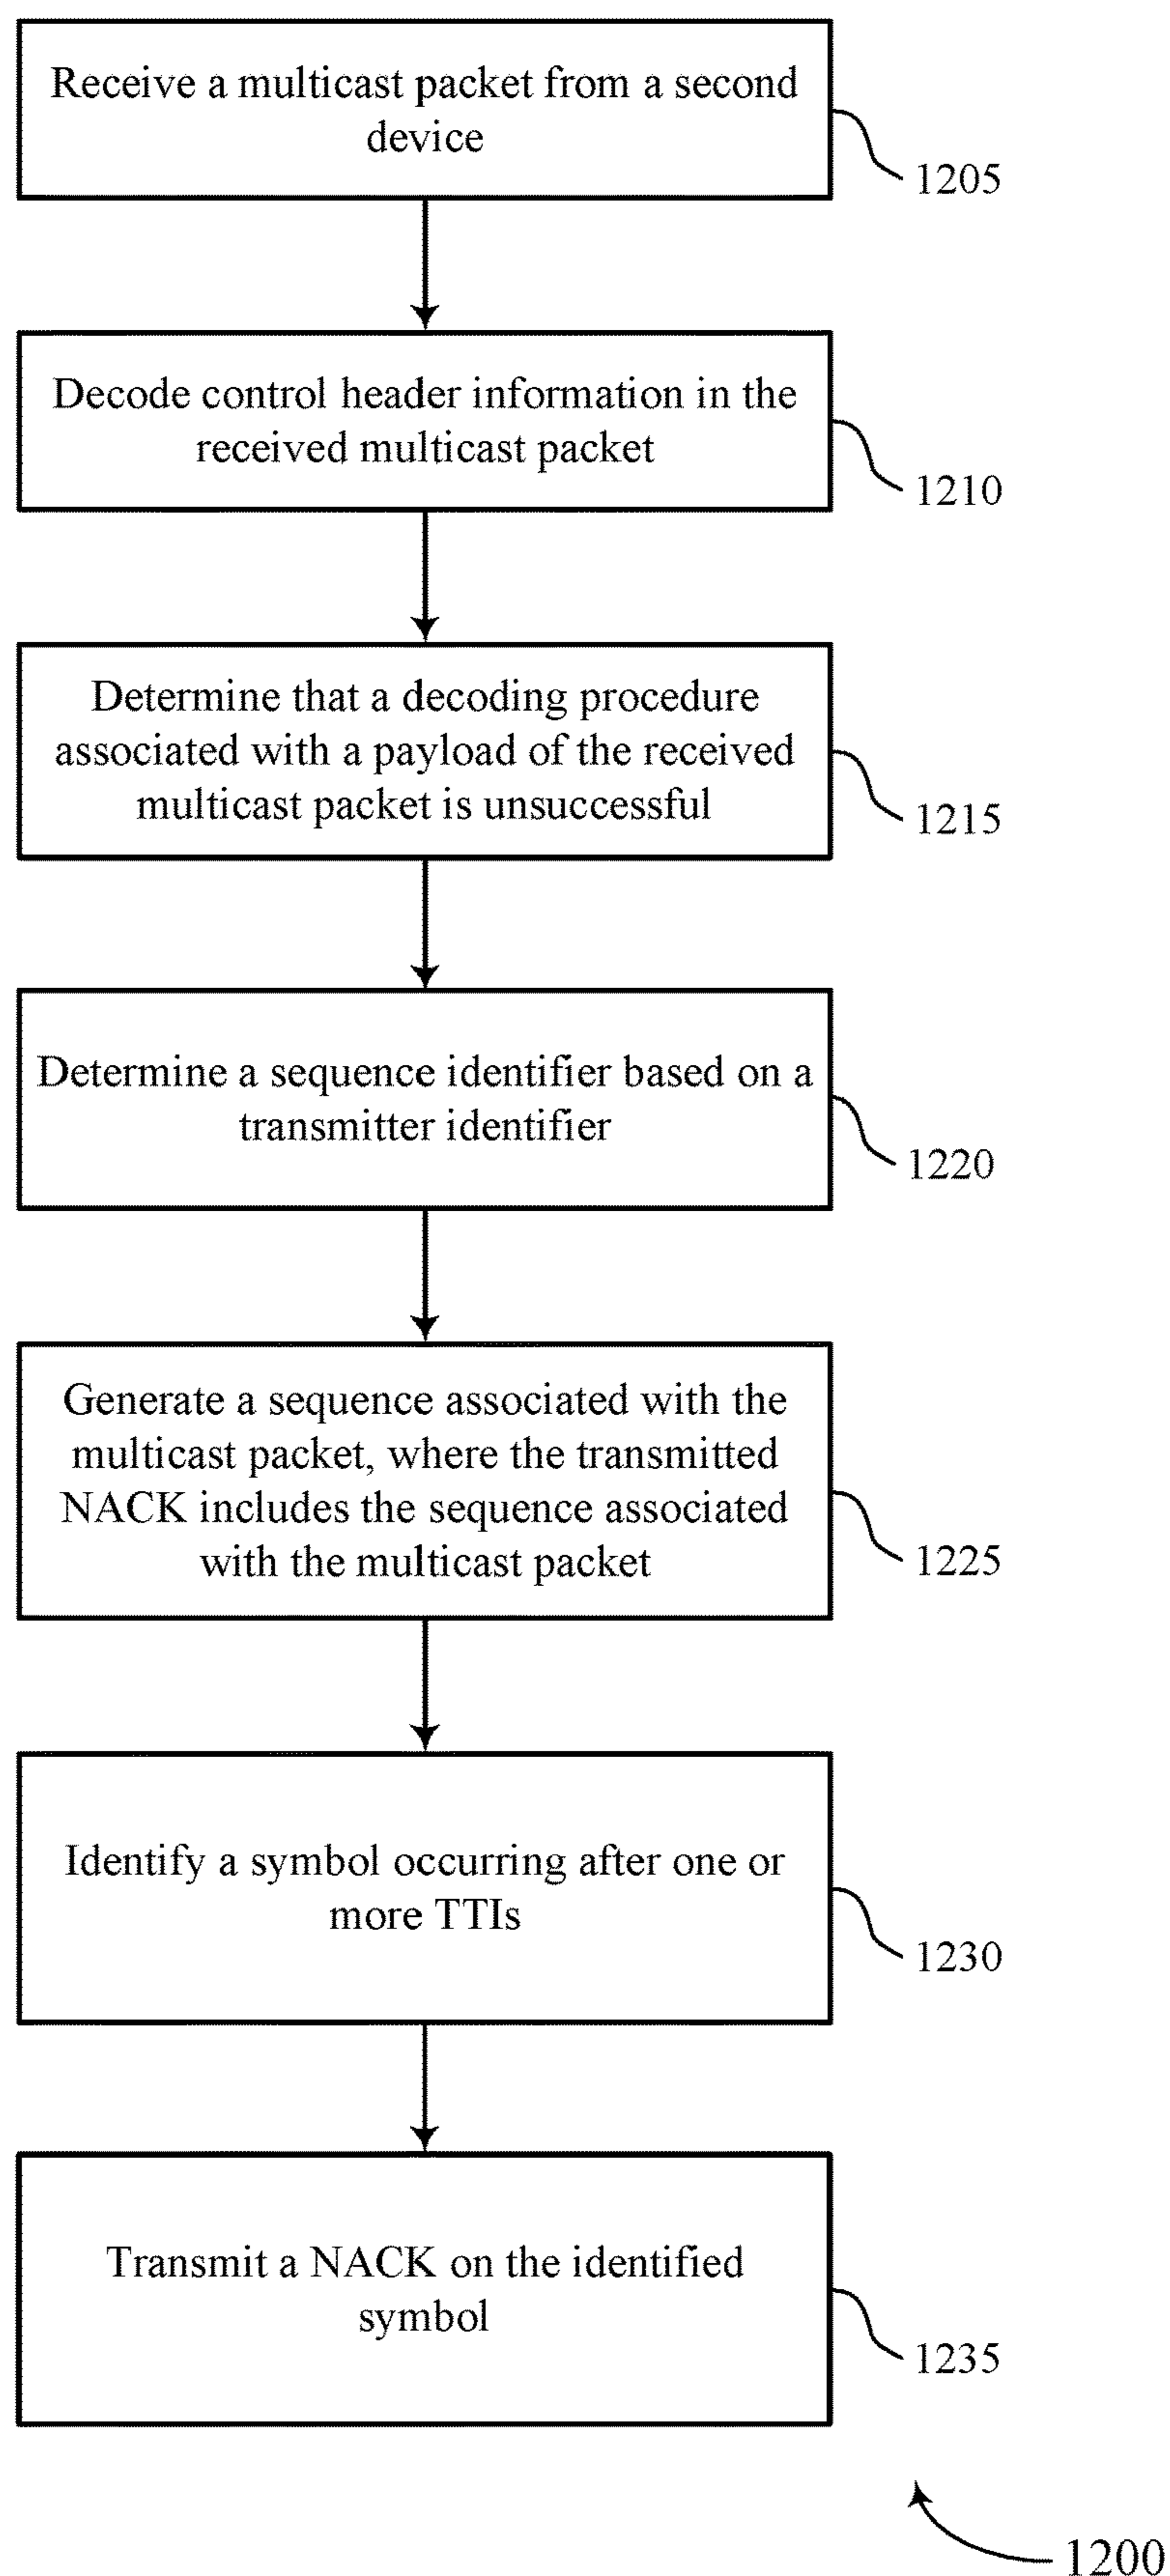 Receive a multicast packet from a second
device
1205
Decode control header information in the
received multicast packet
1210
Determine that a decoding procedure
associated with a payload of the received
multicast packet is unsuccessful
1215
Determine a sequence identifier based on a
transmitter identifier
1220
Generate a sequence associated with the
multicast packet, where the transmitted
NACK includes the sequence associated
with the multicast packet
1225
Identify a symbol occurring after one or
more TTIs
1230
Transmit a NACK on the identified
symbol
1235
1200